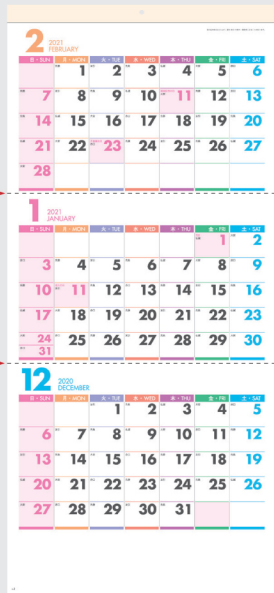 2 2021
FEBRUARY
日・SUN 月・MON 火・TUE 水・WED 木・THU 金・FRI 土・SAT
1 2 3 4 5 6
7 8 9 10 11 12 13
14 15 16 17 18 19 20
21 22 23 24 25 26 27
28
1 2021
JANUARY
日・SUN 月・MON 火・TUE 水・WED 木・THU 金・FRI 土・SAT
1 2
3 4 5 6 7 8 9
10 11 12 13 14 15 16
17 18 19 20 21 22 23
24 25 26 27 28 29 30
31
12 2020
DECEMBER
日・SUN 月・MON 火・TUE 水・WED 木・THU 金・FRI 土・SAT
1 2 3 4 5
6 7 8 9 10 11 12
13 14 15 16 17 18 19
20 21 22 23 24 25 26
27 28 29 30 31